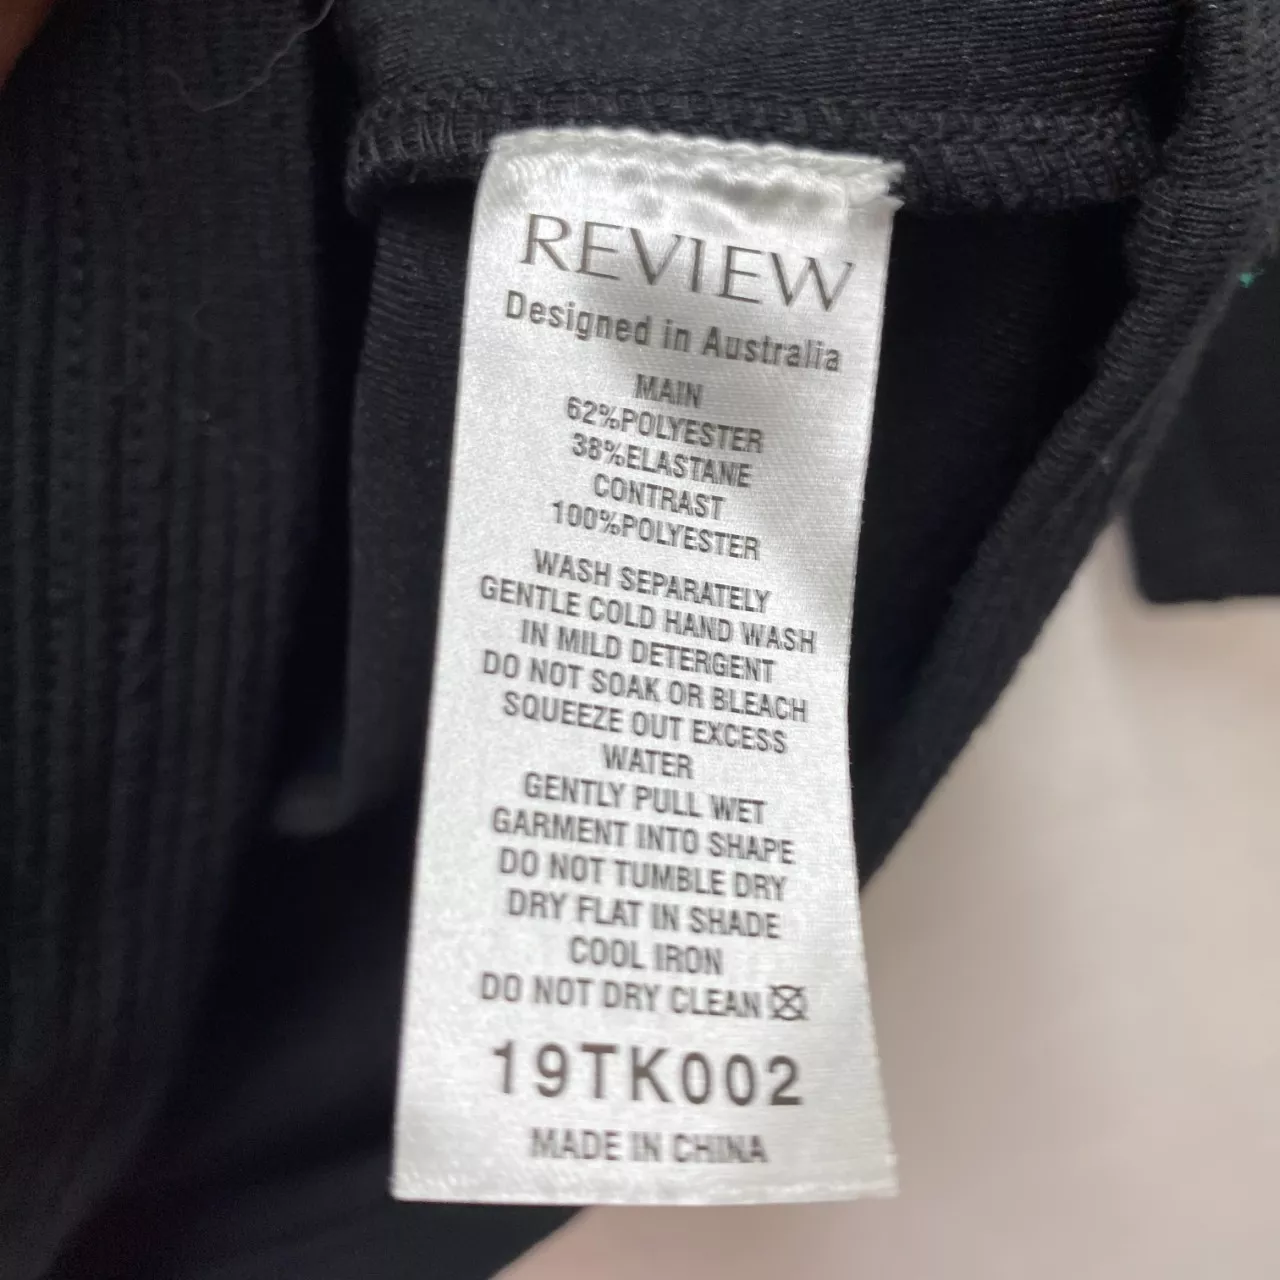 REVIEW
Designed in Australia
MAIN
62%POLYESTER
38%ELASTANE
CONTRAST
100%POLYESTER
WASH SEPARATELY
GENTLE COLD HAND WASH
IN MILD DETERGENT
DO NOT SOAK OR BLEACH
SQUEEZE OUT EXCESS
WATER
GENTLY PULL WET
GARMENT INTO SHAPE
DO NOT TUMBLE DRY
DRY FLAT IN SHADE
COOL IRON
DO NOT DRY CLEAN
19TK002
MADE IN CHINA